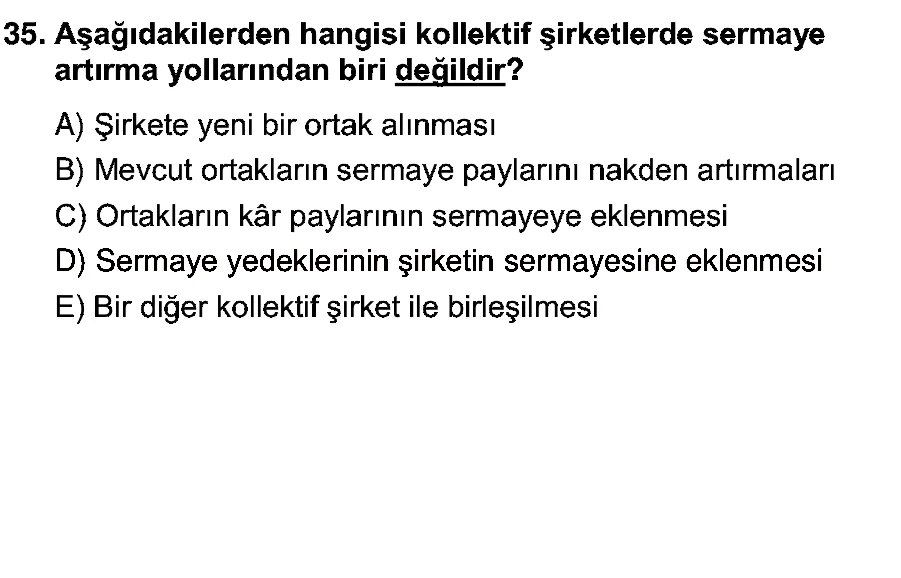 35. Aşağıdakilerden hangisi kollektif şirketlerde sermaye
artırma yollarından biri değildir?
A) Şirkete yeni bir ortak alınması
B) Mevcut ortakların sermaye paylarını nakden artırmaları
C) Ortakların kâr paylarının sermayeye eklenmesi
D) Sermaye yedeklerinin şirketin sermayesine eklenmesi
E) Bir diğer kollektif şirket ile birleşilmesi